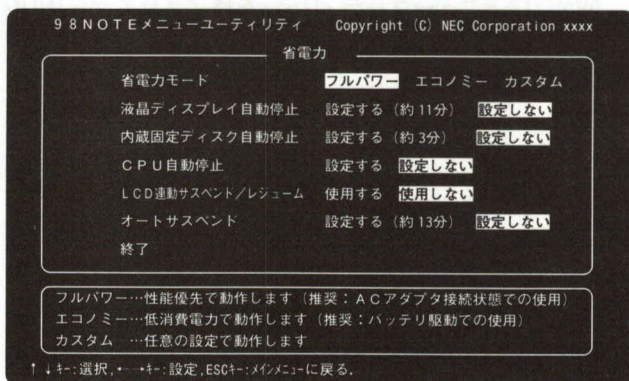 98NOTEメニューユーティリティ Copyright (C) NEC Corporation xxxx
省電力
省電力モード フルパワー エコノミー カスタム
液晶ディスプレイ自動停止 設定する (約11分) 設定しない
内蔵固定ディスク自動停止 設定する (約3分) 設定しない
CPU自動停止 設定する 設定しない
LCD連動サスペンド/レジューム 使用する 使用しない
オートサスペンド 設定する (約13分) 設定しない
終了
フルパワー…性能優先で動作します (推奨:ACアダプタ接続状態での使用)
エコノミー…低消費電力で動作します (推奨:バッテリ駆動での使用)
カスタム …任意の設定で動作します
↑↓キー:選択,←→キー:設定,ESCキー:メインメニューに戻る.